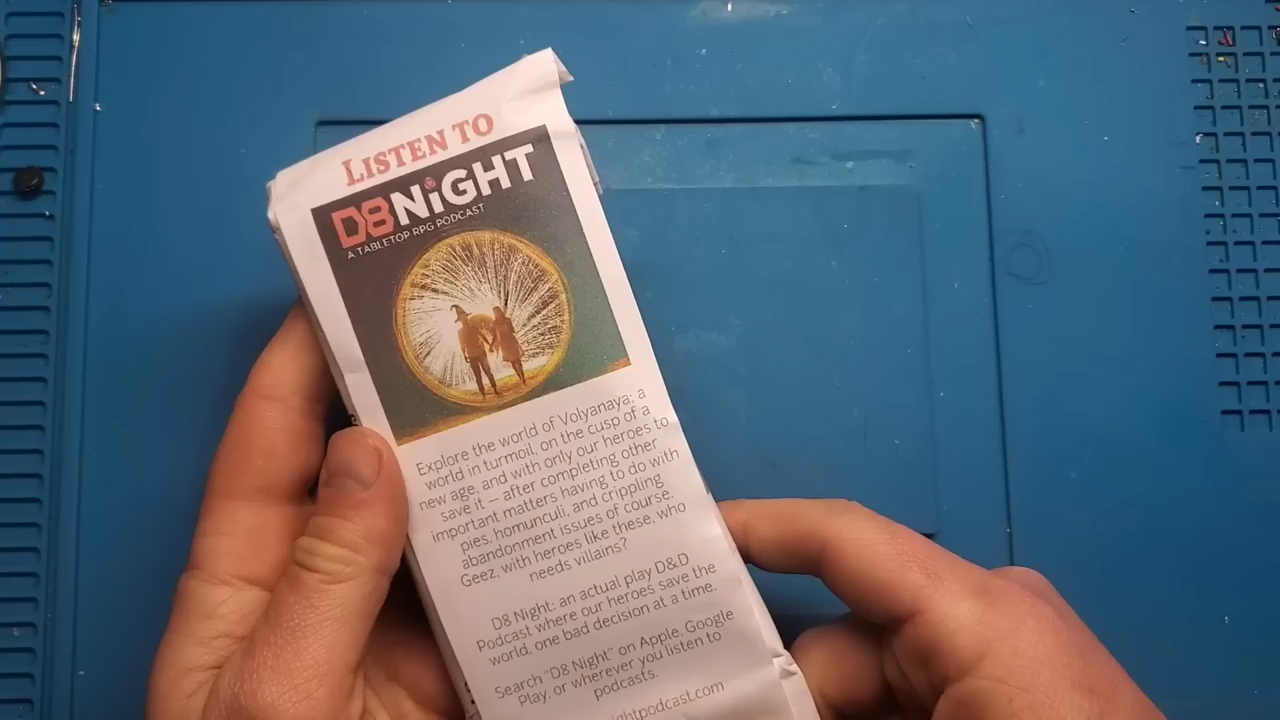 LISTEN TO
D8NiGHT
A TABLETOP RPG PODCAST
Explore the world of Volyanaya; a
world in turmoil, on the cusp of a
new age, and with only our heroes to
save it — after completing other
important matters having to do with
pies, homunculi, and crippling
abandonment issues of course.
Geez, with heroes like these, who
needs villains?
D8 Night: an actual play D&D
Podcast where our heroes save the
world, one bad decision at a time.
Search "D8 Night" on Apple, Google
Play, or wherever you listen to
podcasts.
ightpodcast.com